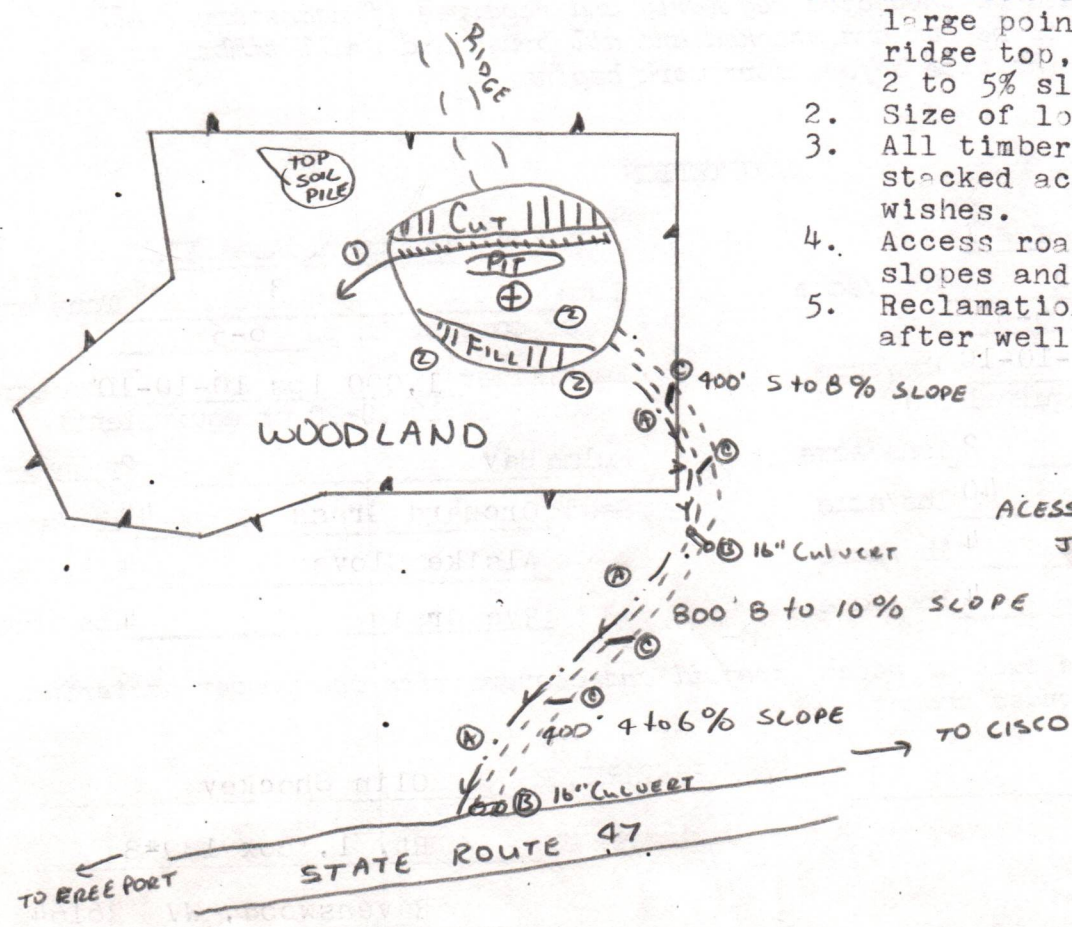 large poin
ridge top,
2 to 5% sl
2. Size of lo
3. All timber
stacked ac
wishes.
4. Access roa
slopes and
5. Reclamatio
after well
RIDGE
TOP
SOIL
PILE
CUT
1
PIT
+
2
FILL
2
2
WOODLAND
C 400' 5 to 8% SLOPE
A
C
ACESS
J
B 16" CULVERT
A
800' 8 to 10% SLOPE
C
C
400' 4 to 6% SLOPE
A
TO CISCO
B 16" CULVERT
STATE ROUTE 47
TO FREEPORT